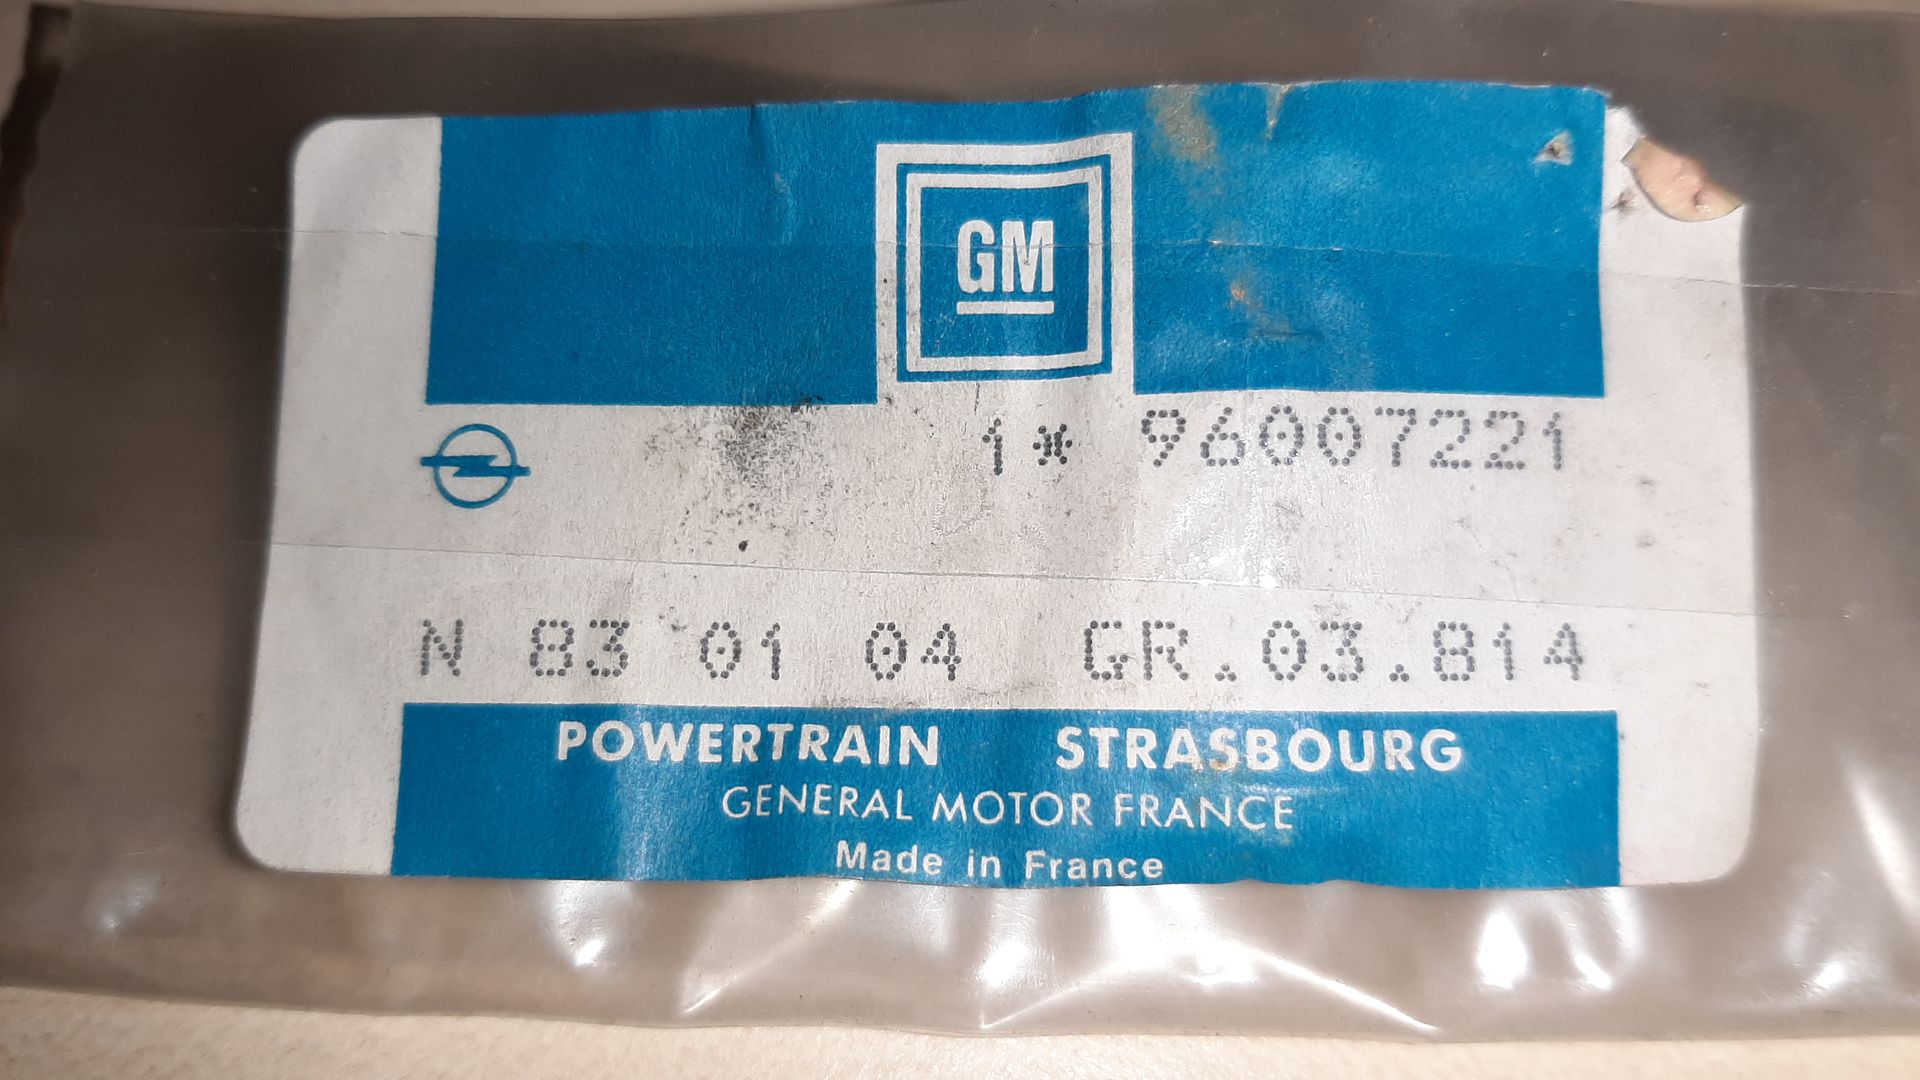 GM
1* 96007221
N 83 01 04 GR.03.814
POWERTRAIN STRASBOURG
GENERAL MOTOR FRANCE
Made in France